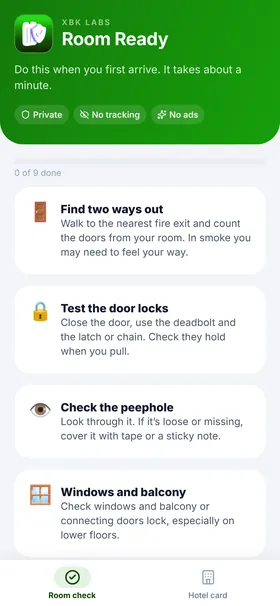 XBK LABS
Room Ready
Do this when you first arrive. It takes about a
minute.
Private
No tracking
No ads
0 of 9 done
Find two ways out
Walk to the nearest fire exit and count
the doors from your room. In smoke you
may need to feel your way.
Test the door locks
Close the door, use the deadbolt and
the latch or chain. Check they hold
when you pull.
Check the peephole
Look through it. If it’s loose or missing,
cover it with tape or a sticky note.
Windows and balcony
Check windows and balcony or
connecting doors lock, especially on
lower floors.
Room check
Hotel card